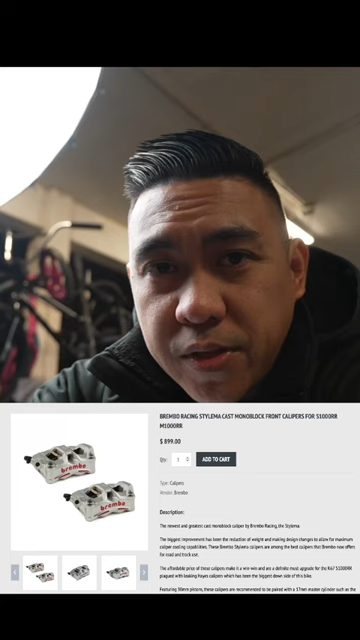 BREMBO RACING STYLEMA CAST MONOBLOCK FRONT CALIPERS FOR S1000RR
M1000RR
$ 899.00
Qty: 1 ADD TO CART
Type: Calipers
Vendor: Brembo
Description:
The newest and greatest cast monoblock caliper by Brembo Racing, the Stylema.
The biggest improvement has been the reduction of weight and making design changes to allow for maximum
caliper cooling capabilities. These Brembo Stylema calipers are among the best calipers that Brembo now offers
for road and track use.
The affordable price of these calipers make it a win win and are a definite must upgrade for the K67 S1000RR
plagued with leaking Hayes calipers which has been the biggest down side of this bike.
Featuring 30mm pistons, these calipers are recommended to be paired with a 17mm master cylinder such as the
brembo
brembo